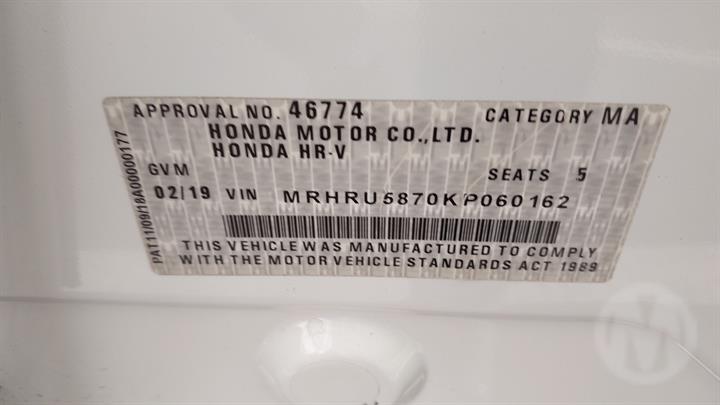 APPROVAL NO. 46774 CATEGORY MA
HONDA MOTOR CO.,LTD.
HONDA HR-V
GVM SEATS 5
02/19 VIN MRHRU5870KP060162
THIS VEHICLE WAS MANUFACTURED TO COMPLY
WITH THE MOTOR VEHICLE STANDARDS ACT 1989
PAT11/09/18A00000177
M